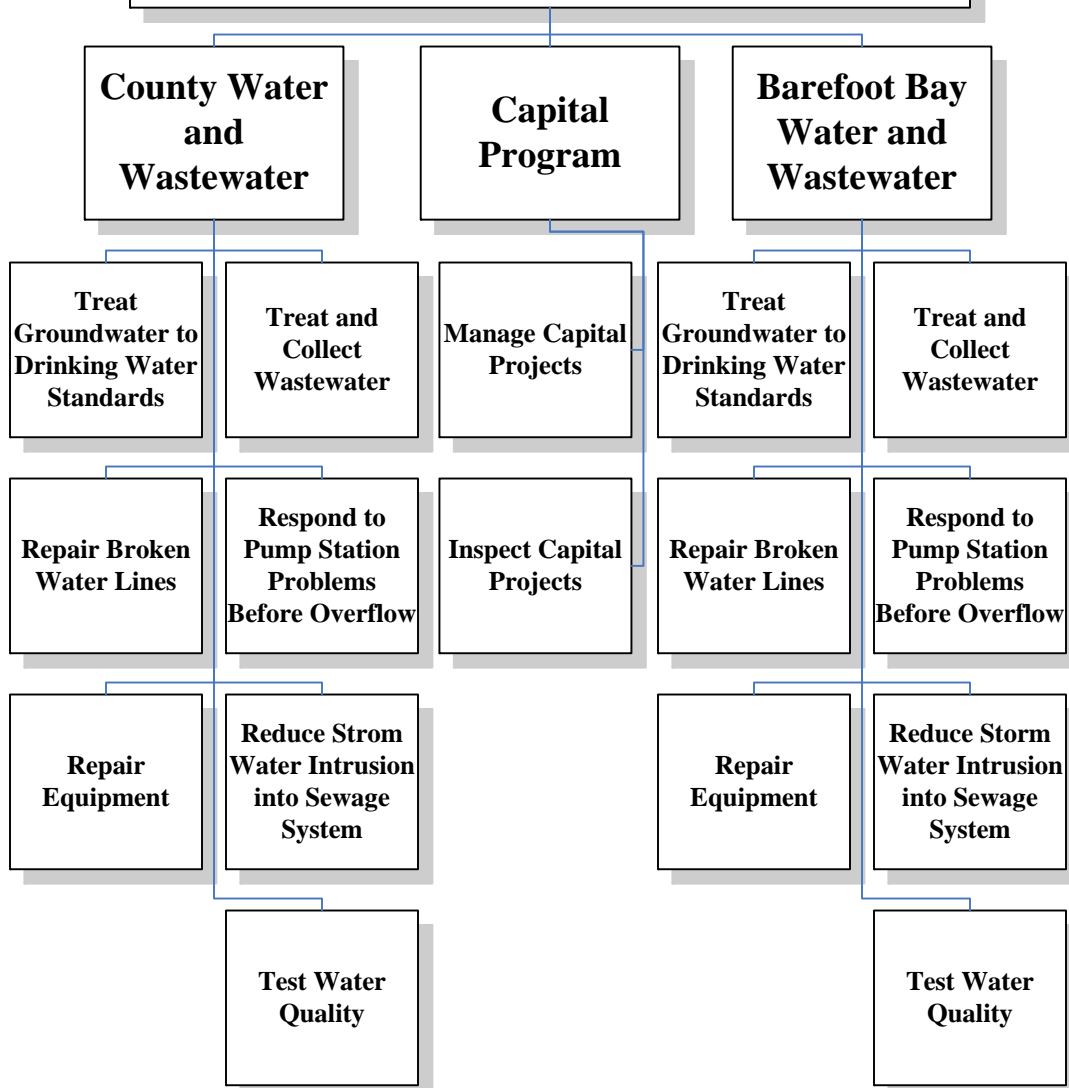 County Water
and
Wastewater
Capital
Program
Barefoot Bay
Water and
Wastewater
Treat
Groundwater to
Drinking Water
Standards
Treat and
Collect
Wastewater
Manage Capital
Projects
Treat
Groundwater to
Drinking Water
Standards
Treat and
Collect
Wastewater
Repair Broken
Water Lines
Respond to
Pump Station
Problems
Before Overflow
Inspect Capital
Projects
Repair Broken
Water Lines
Respond to
Pump Station
Problems
Before Overflow
Repair
Equipment
Reduce Strom
Water Intrusion
into Sewage
System
Repair
Equipment
Reduce Storm
Water Intrusion
into Sewage
System
Test Water
Quality
Test Water
Quality